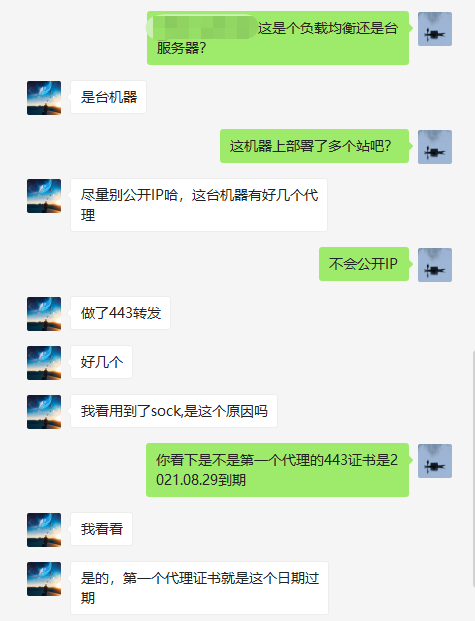 这是个负载均衡还是台
服务器？
是台机器
这机器上部署了多个站吧？
尽量别公开IP哈，这台机器有好几个代
理
不会公开IP
做了443转发
好几个
我看用到了sock,是这个原因吗
你看下是不是第一个代理的443证书是2
021.08.29到期
我看看
是的，第一个代理证书就是这个日期过
期